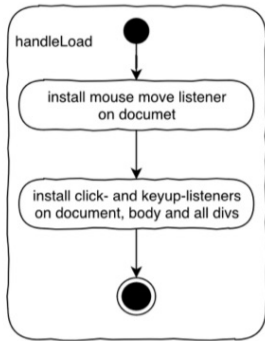 handleLoad
install mouse move listener
on documet
install click- and keyup-listeners
on document, body and all divs